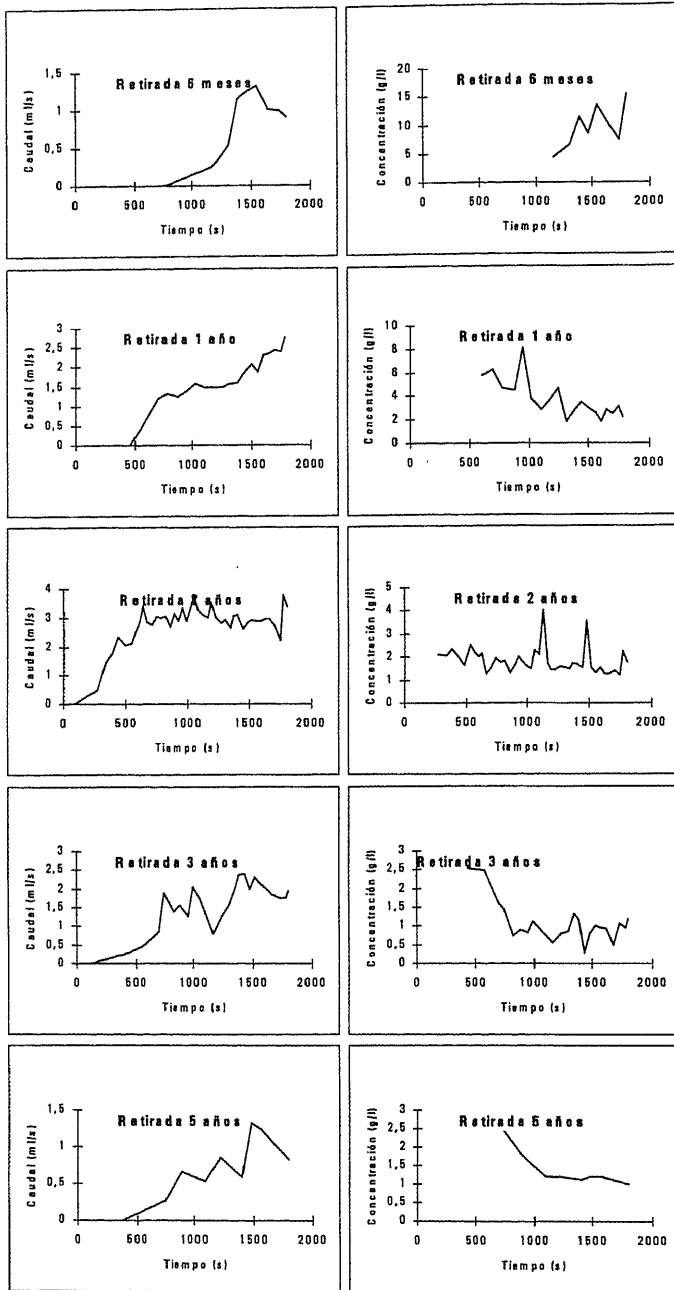 Retirada 6 meses
Caudal (ml/s)
1,5
1
0,5
0
0 500 1000 1500 2000
Tiempo (s)
Retirada 6 meses
Concentración (g/l)
20
15
10
5
0
0 500 1000 1500 2000
Tiempo (s)
Retirada 1 año
Caudal (ml/s)
3
2,5
2
1,5
1
0,5
0
0 500 1000 1500 2000
Tiempo (s)
Retirada 1 año
Concentración (g/l)
10
8
6
4
2
0
0 500 1000 1500 2000
Tiempo (s)
Retirada 2 años
Caudal (ml/s)
4
3
2
1
0
0 500 1000 1500 2000
Tiempo (s)
Retirada 2 años
Concentración (g/l)
5
4
3
2
1
0
0 500 1000 1500 2000
Tiempo (s)
Retirada 3 años
Caudal (ml/s)
3
2,5
2
1,5
1
0,5
0
0 500 1000 1500 2000
Tiempo (s)
Retirada 3 años
Concentración (g/l)
3
2,5
2
1,5
1
0,5
0
0 500 1000 1500 2000
Tiempo (s)
Retirada 5 años
Caudal (ml/s)
1,5
1
0,5
0
0 500 1000 1500 2000
Tiempo (s)
Retirada 5 años
Concentración (g/l)
3
2,5
2
1,5
1
0,5
0
0 500 1000 1500 2000
Tiempo (s)